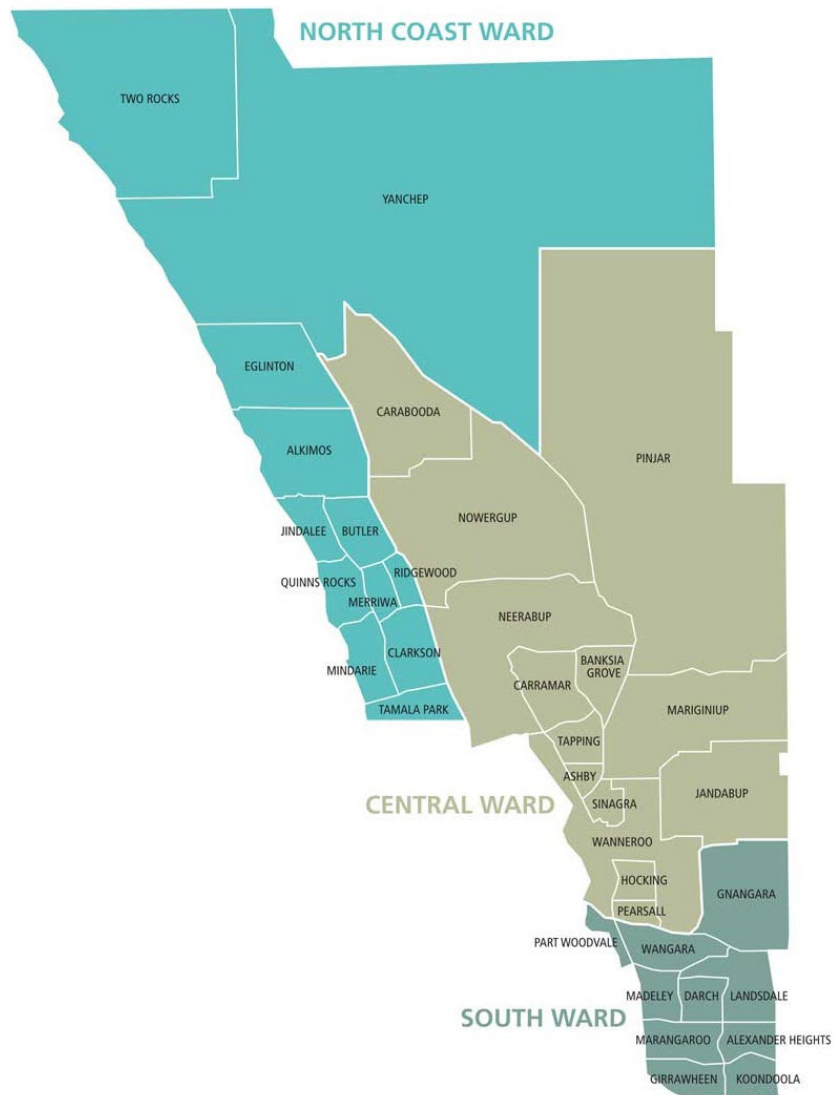 NORTH COAST WARD
TWO ROCKS
YANCHEP
EGLINTON
CARABOODA
ALKIMOS
PINJAR
NOWERGUP
JINDALEE
BUTLER
RIDGEWOOD
QUINNS ROCKS
MERRIWA
NEERABUP
CLARKSON
BANKSIA
GROVE
MINDARIE
CARRAMAR
TAMALA PARK
MARIGINIUP
TAPPING
ASHBY
CENTRAL WARD
SINAGRA
JANDABUP
WANNEROO
HOCKING
GNANGARA
PEARSALL
PART WOODVALE
WANGARA
MADELEY
DARCH
LANDSDALE
SOUTH WARD
MARANGAROO
ALEXANDER HEIGHTS
GIRRAWHEEN
KOONDOOLA